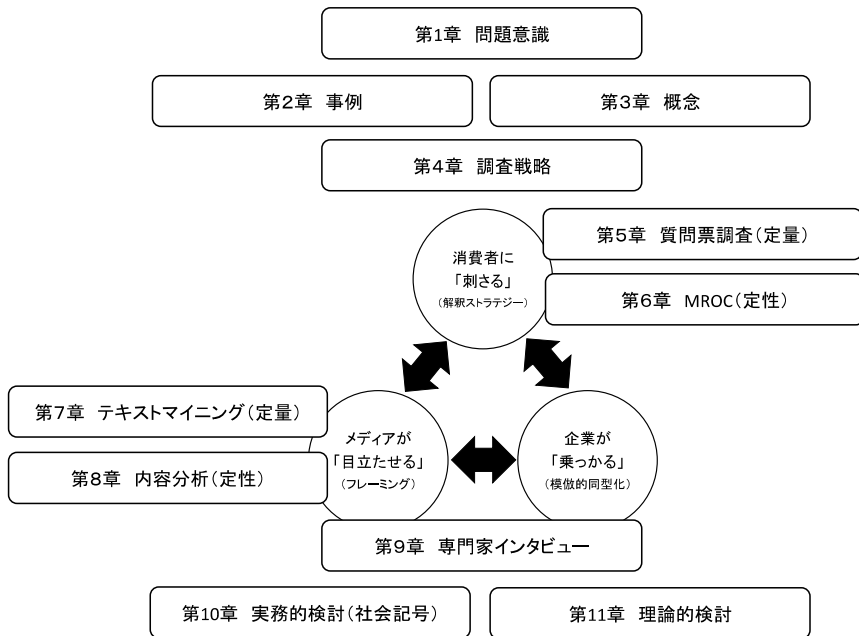 第1章 問題意識
第2章 事例
第3章 概念
第4章 調査戦略
第5章 質問票調査(定量)
消費者に
「刺さる」
(解釈ストラテジー)
第6章 MROC(定性)
第7章 テキストマイニング(定量)
メディアが
「目立たせる」
(フレーミング)
企業が
「乗っかる」
(模倣的同型化)
第8章 内容分析(定性)
第9章 専門家インタビュー
第10章 実務的検討(社会記号)
第11章 理論的検討